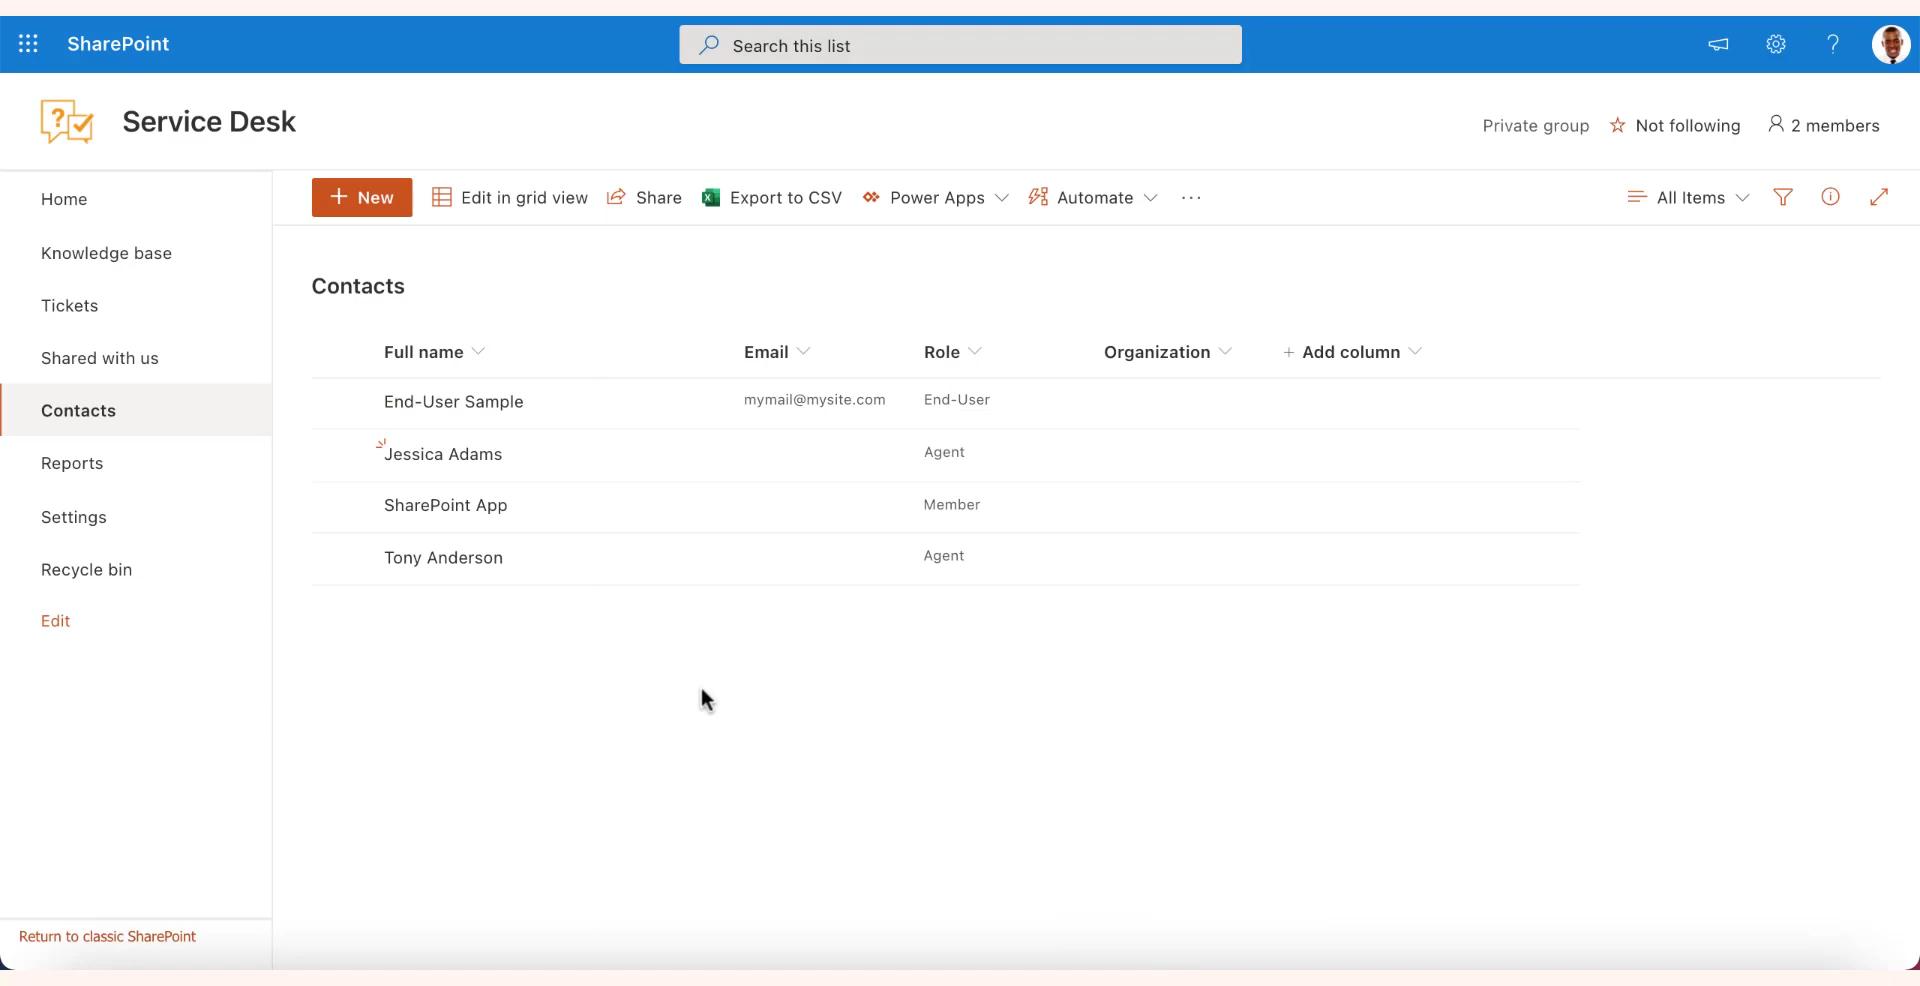 SharePoint
Search this list
Service Desk
Private group
Not following
2 members
Home
Knowledge base
Tickets
Shared with us
Contacts
Reports
Settings
Recycle bin
Edit
Return to classic SharePoint
New
Edit in grid view
Share
Export to CSV
Power Apps
Automate
All Items
Contacts
Full name
Email
Role
Organization
Add column
End-User Sample
mymail@mysite.com
End-User
Jessica Adams
Agent
SharePoint App
Member
Tony Anderson
Agent